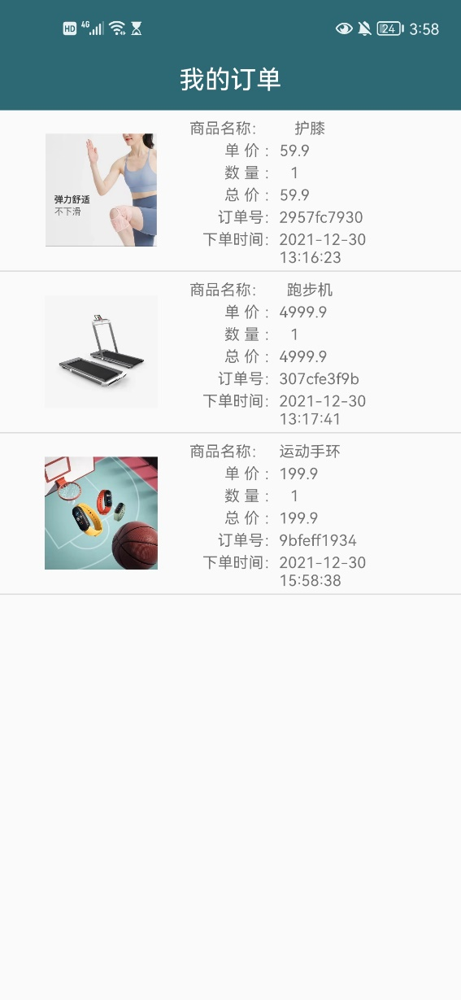 HD 4G 24 3:58
我的订单
弹力舒适
不下滑
商品名称: 护膝
单 价 : 59.9
数 量 : 1
总 价 : 59.9
订单号: 2957fc7930
下单时间: 2021-12-30
13:16:23
商品名称: 跑步机
单 价 : 4999.9
数 量 : 1
总 价 : 4999.9
订单号: 307cfe3f9b
下单时间: 2021-12-30
13:17:41
商品名称: 运动手环
单 价 : 199.9
数 量 : 1
总 价 : 199.9
订单号: 9bfeff1934
下单时间: 2021-12-30
15:58:38